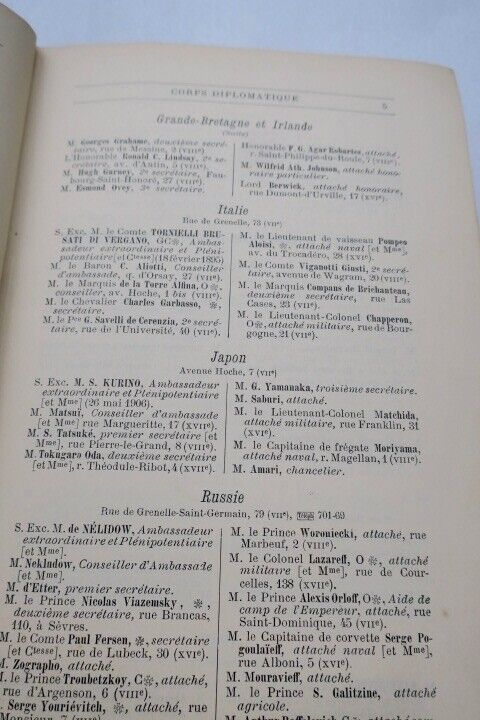 CORPS DIPLOMATIQUE
5
Grande-Bretagne et Irlande
(Suite)
M. Georges Grahame, deuxième secré-
taire, rue de Messine, 2 (VIIIe)
L'Honorable Ronald C. Lindsay, 2e se-
crétaire, av. d'Antin, 5 (VIIIe)
M. Hugh Gurney, 2e secrétaire, Fau-
bourg-Saint-Honoré, 27 (VIIIe)
M. Esmond Ovey, 3e secrétaire.
Honorable F. G. Agar Robartes, attaché,
r. Saint-Philippe-du-Roule, 7 (VIIIe).
M. Wilfrid Ath. Johnson, attaché hono-
raire particulier.
Lord Berwick, attaché honoraire,
rue Dumont-d'Urville, 17 (XVIe).
Italie
Rue de Grenelle, 73 (VIIe)
S. Exc. M. le Comte TORNIELLI BRU-
SATI DI VERGANO, GC❋, Ambas-
sadeur extraordinaire et Pléni-
potentiaire [et Ctesse] (18 février 1895)
M. le Baron C. Aliotti, Conseiller
d'ambassade, q. d'Orsay, 27 (VIIe)
M. le Marquis de la Torre Alfina, O❋,
conseiller, av. Hoche, 1 bis (VIIIe)
M. le Chevalier Charles Garbasso, ❋,
secrétaire.
M. le Pce G. Savelli de Cerenzia, 2e secré-
taire, rue de l'Université, 40 (VIIe).
M. le Lieutenant de vaisseau Pompeo
Aloisi, ❋, attaché naval [et Mme],
av. du Trocadéro, 28 (XVIe).
M. le Comte Vigannotti Giusti, 2e secré-
taire, avenue de Wagram, 20 (VIIIe).
M. le Marquis Compans de Brichanteau,
deuxième secrétaire, rue Las
Cases, 23 (VIIe).
M. le Lieutenant-Colonel Chapperon,
O❋, attaché militaire, rue de Bour-
gogne, 21 (VIIe).
Japon
Avenue Hoche, 7 (VIIIe)
S. Exc. M. S. KURINO, Ambassadeur
extraordinaire et Plénipotentiaire
[et Mme] (26 mai 1906).
M. Matsui, Conseiller d'ambassade
[et Mme] rue Margueritte, 17 (XVIIe).
M. S. Tatsuké, premier secrétaire [et
Mme], rue Pierre-le-Grand, 8 (VIIIe).
M. Tokugaro Oda, deuxième secrétaire
[et Mme], r. Théodule-Ribot, 4 (XVIIe).
M. G. Yamanaka, troisième secrétaire.
M. Saburi, attaché.
M. le Lieutenant-Colonel Matchida,
attaché militaire, rue Franklin, 31
(XVIe).
M. le Capitaine de frégate Moriyama,
attaché naval, r. Magellan, 4 (VIIIe).
M. Amari, chancelier.
Russie
Rue de Grenelle-Saint-Germain, 79 (VIIe), 701-69
S. Exc. M. de NÉLIDOW, Ambassadeur
extraordinaire et Plénipotentiaire
[et Mme].
M. Nekludow, Conseiller d'Ambassade
[et Mme].
M. d'Etter, premier secrétaire.
M. le Prince Nicolas Viazemsky, ❋,
deuxième secrétaire, rue Brancas,
110, à Sèvres.
M. le Comte Paul Fersen, ❋, secrétaire
[et Ctesse], rue de Lubeck, 30 (XVIe).
M. Zographo, attaché.
M. le Prince Troubetzkoy, C❋, attaché,
rue d'Argenson, 6 (VIIIe).
M. Serge Youriévitch, ❋, attaché
M. le Prince Woroniecki, attaché, rue
Marbeuf, 2 (VIIIe).
M. le Colonel Lazareff, O❋, attaché
militaire [et Mme], rue de Cour-
celles, 138 (XVIIe).
M. le Prince Alexis Orloff, O❋, Aide de
camp de l'Empereur, attaché, rue
Saint-Dominique, 45 (VIIe).
M. le Capitaine de corvette Serge Po-
goulaïeff, attaché naval [et Mme],
rue Alboni, 5 (XVIe).
M. Mouravieff, attaché.
M. le Prince S. Galitzine, attaché
agricole.
M. Arthur Raffalovich